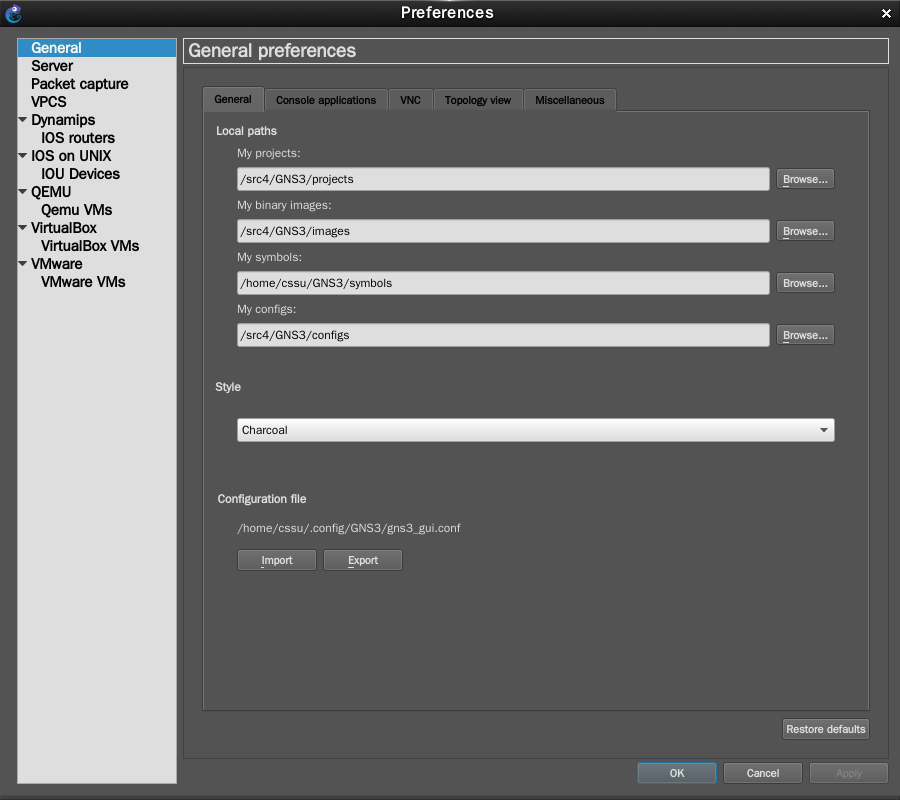 Preferences
General
Server
Packet capture
VPCS
Dynamips
IOS routers
IOS on UNIX
IOU Devices
QEMU
Qemu VMs
VirtualBox
VirtualBox VMs
VMware
VMware VMs
General preferences
General Console applications VNC Topology view Miscellaneous
Local paths
My projects:
/src4/GNS3/projects Browse...
My binary images:
/src4/GNS3/images Browse...
My symbols:
/home/cssu/GNS3/symbols Browse...
My configs:
/src4/GNS3/configs Browse...
Style
Charcoal
Configuration file
/home/cssu/.config/GNS3/gns3_gui.conf
Import Export
Restore defaults
OK Cancel Apply